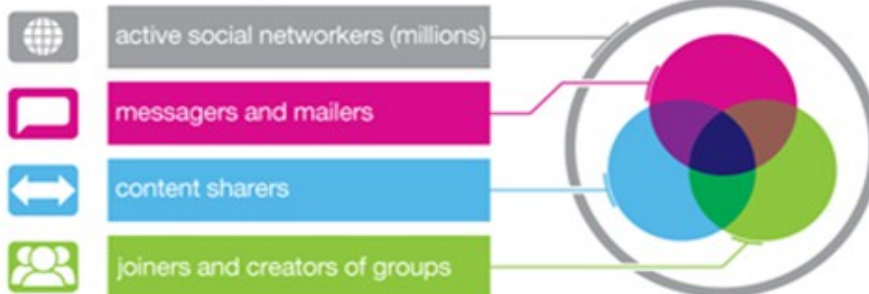 active social networkers (millions)
messagers and mailers
content sharers
joiners and creators of groups